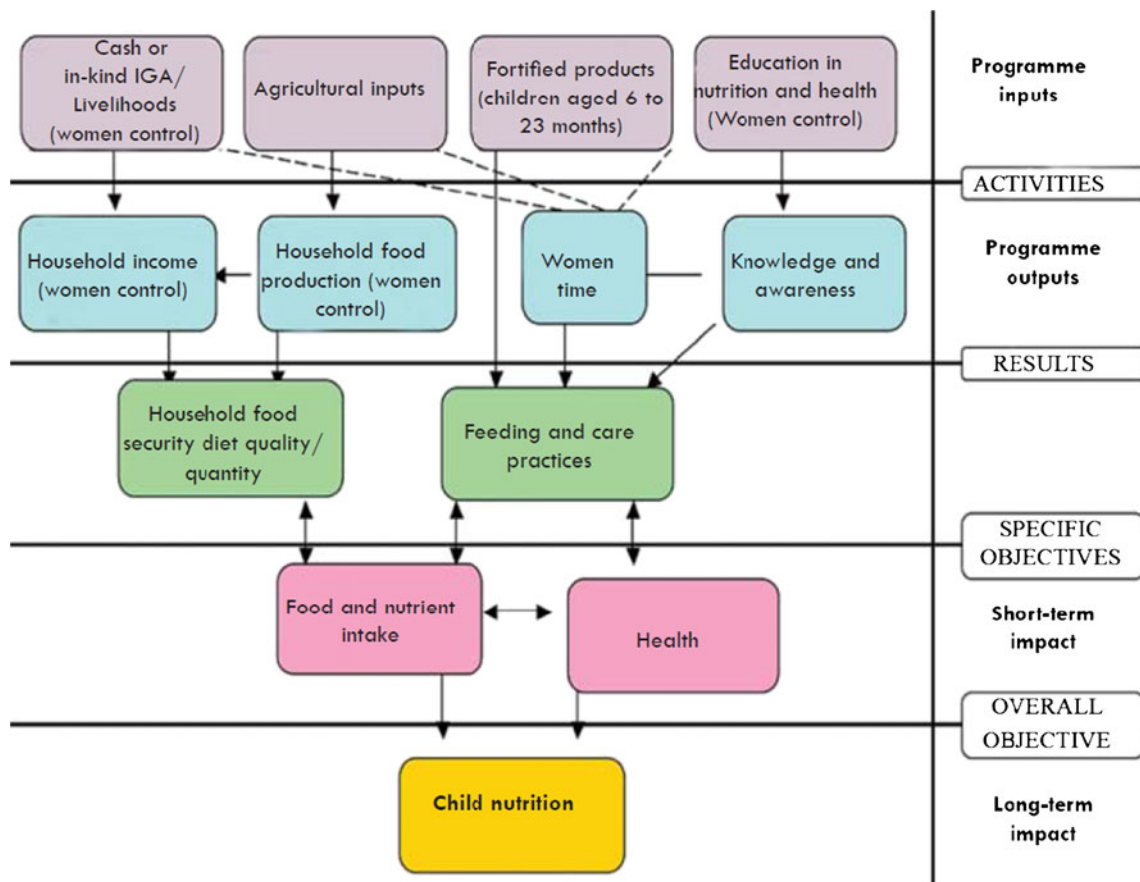 Cash or
in-kind IGA/
Livelihoods
(women control)
Agricultural inputs
Fortified products
(children aged 6 to
23 months)
Education in
nutrition and health
(Women control)
Programme
inputs
ACTIVITIES
Household income
(women control)
Household food
production (women
control)
Women
time
Knowledge and
awareness
Programme
outputs
RESULTS
Household food
security diet quality/
quantity
Feeding and care
practices
SPECIFIC
OBJECTIVES
Food and nutrient
intake
Health
Short-term
impact
OVERALL
OBJECTIVE
Child nutrition
Long-term
impact